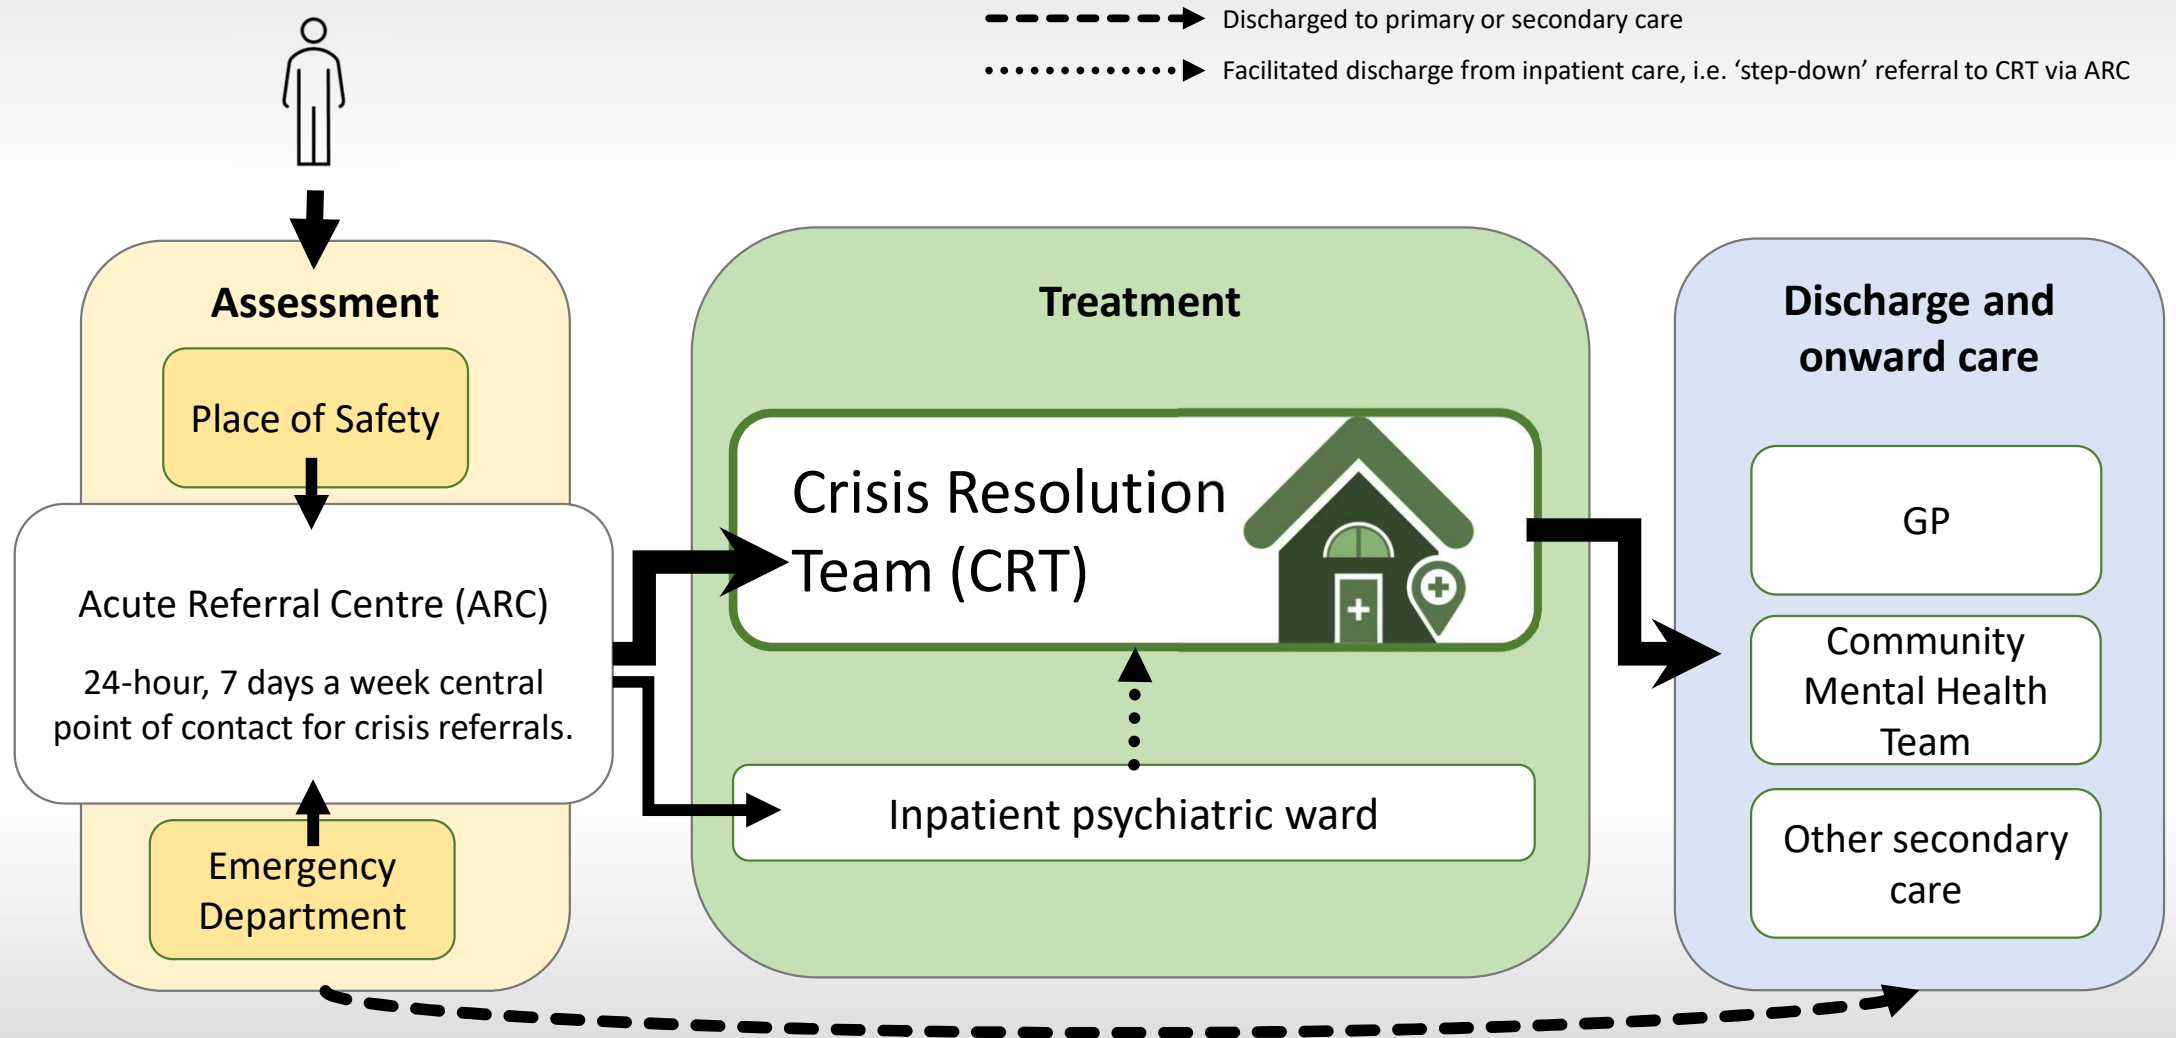 Discharged to primary or secondary care
Facilitated discharge from inpatient care, i.e. ‘step-down’ referral to CRT via ARC
Assessment
Place of Safety
Acute Referral Centre (ARC)
24-hour, 7 days a week central
point of contact for crisis referrals.
Emergency
Department
Treatment
Crisis Resolution
Team (CRT)
Inpatient psychiatric ward
Discharge and
onward care
GP
Community
Mental Health
Team
Other secondary
care